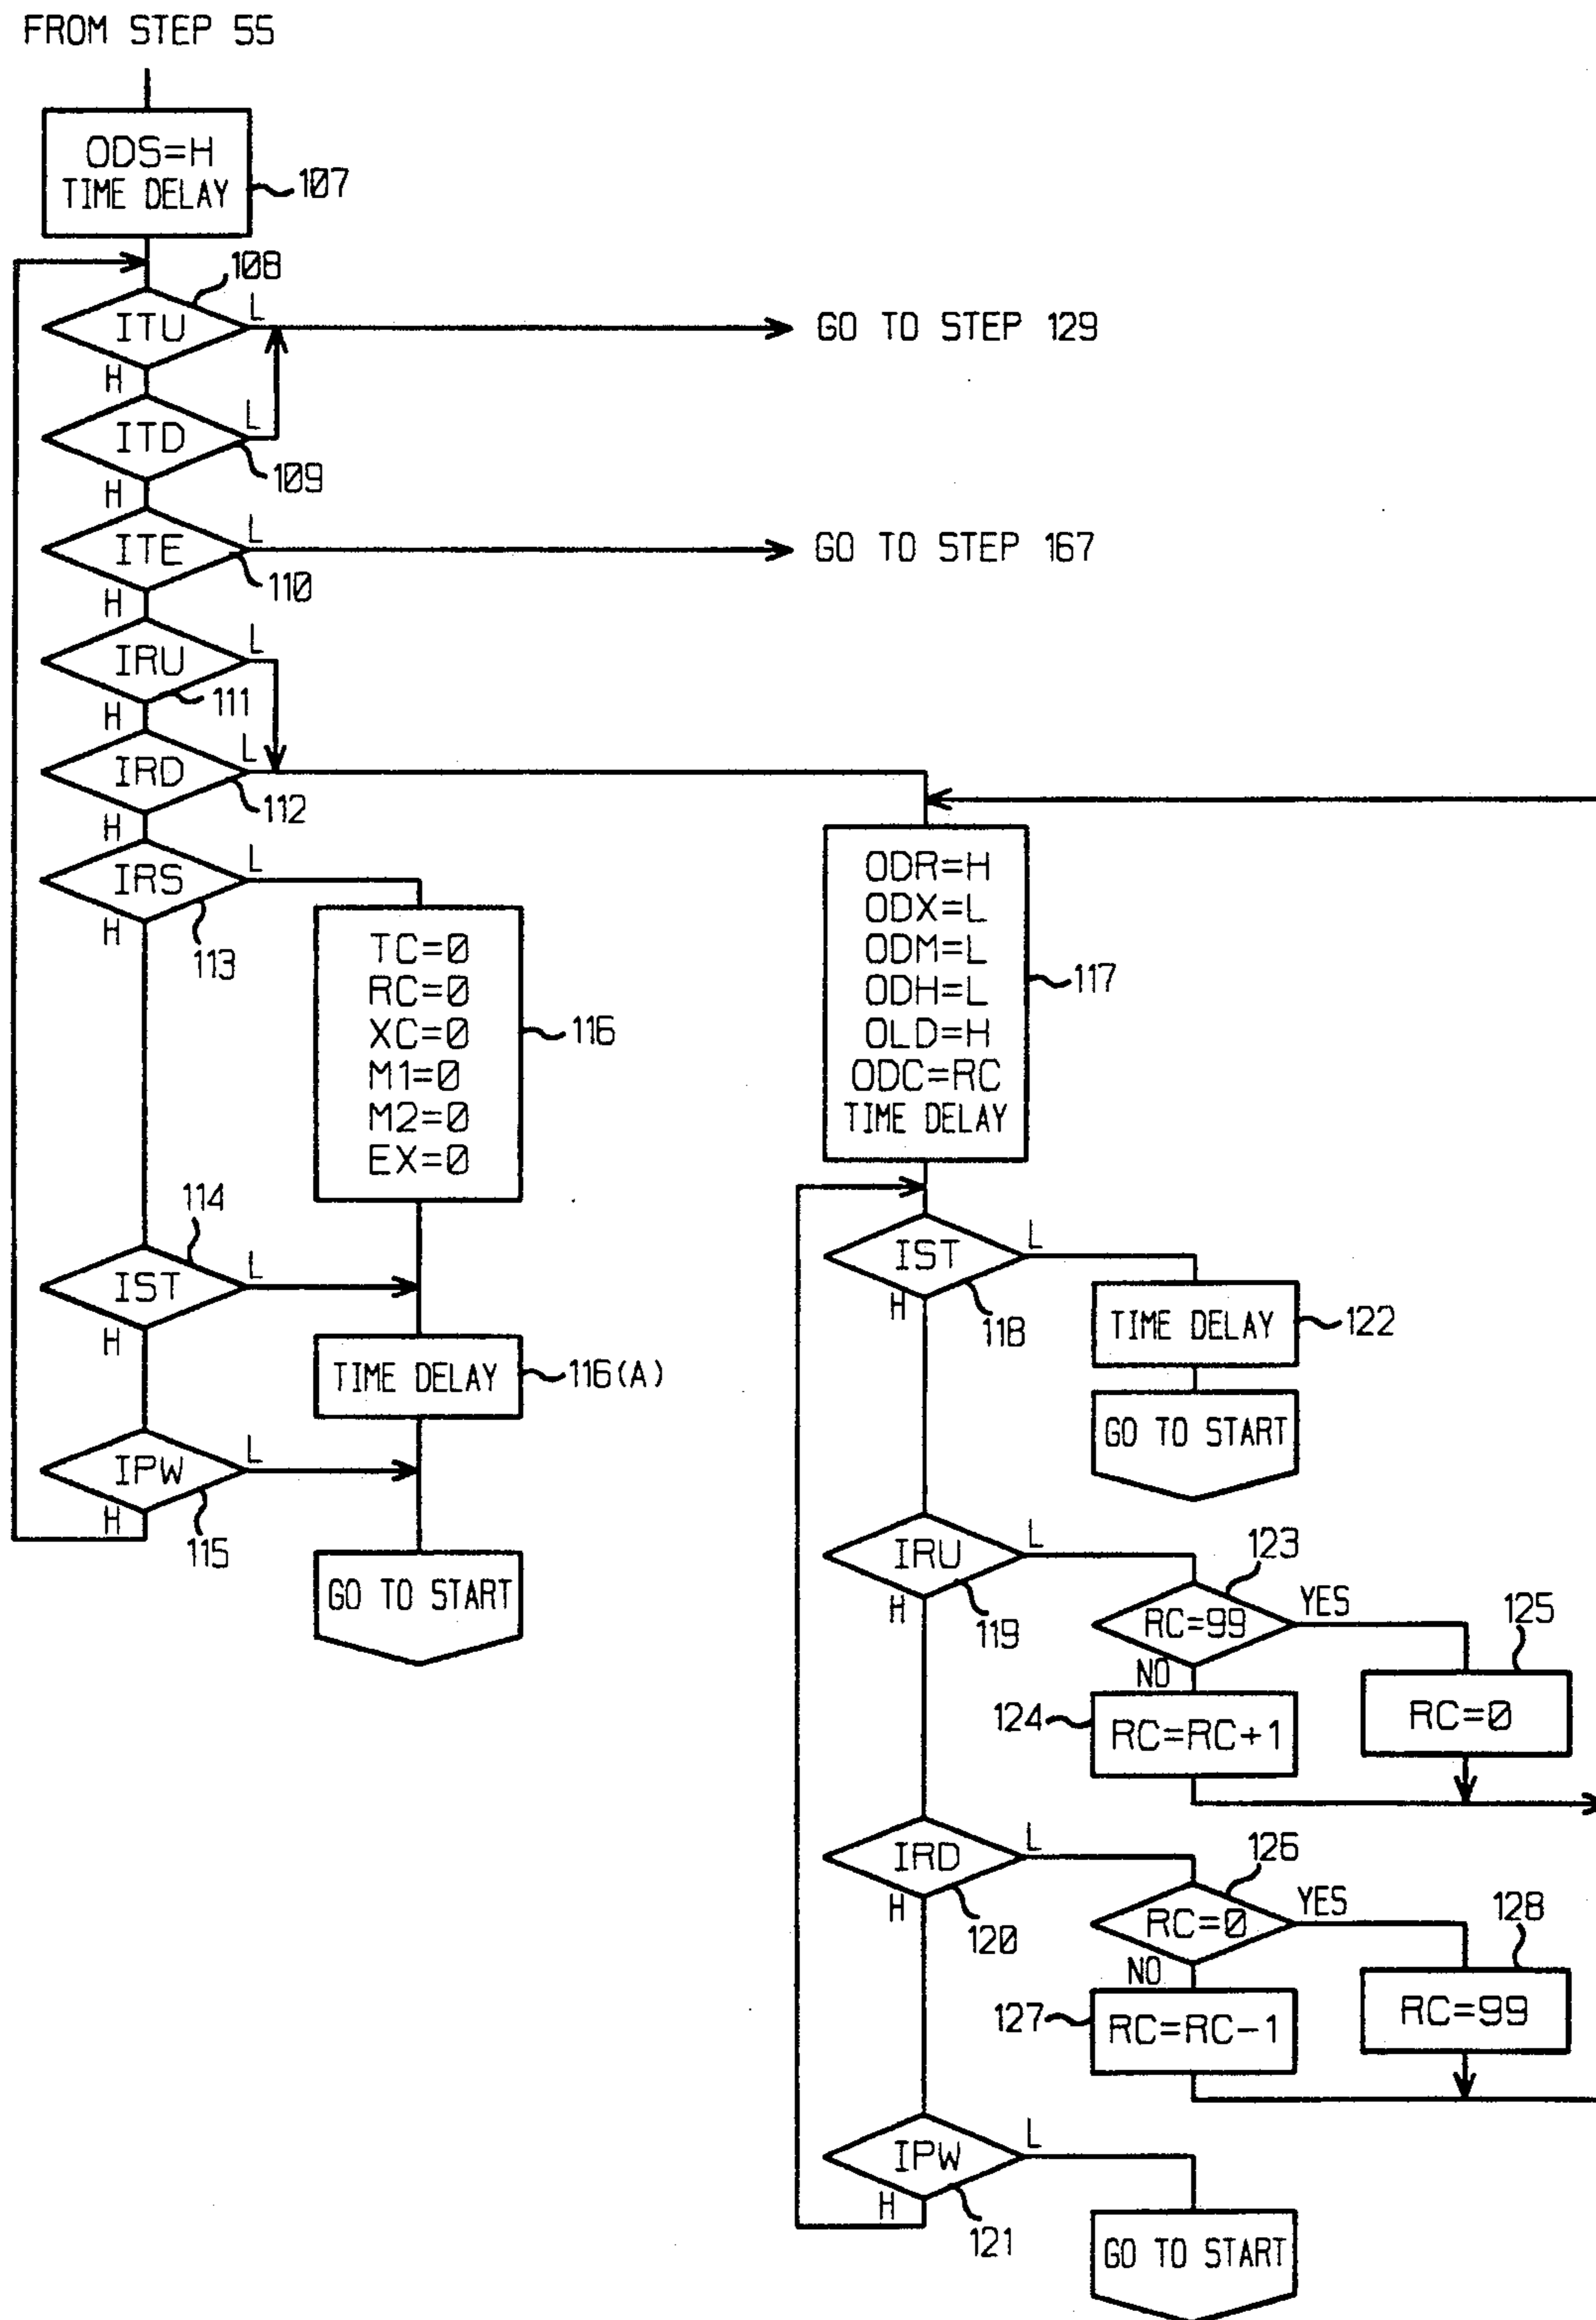 FROM STEP 55
ODS=H
TIME DELAY
107
108
ITU
L
GO TO STEP 129
H
ITD
L
109
H
ITE
L
GO TO STEP 167
110
H
IRU
L
111
H
IRD
L
112
H
IRS
L
113
H
TC=0
RC=0
XC=0
M1=0
M2=0
EX=0
116
114
IST
L
H
TIME DELAY
116(A)
IPW
L
H
115
GO TO START
ODR=H
ODX=L
ODM=L
ODH=L
OLD=H
ODC=RC
TIME DELAY
117
IST
L
118
H
TIME DELAY
122
GO TO START
IRU
L
119
H
123
RC=99
YES
NO
125
RC=0
124
RC=RC+1
IRD
L
120
H
126
RC=0
YES
NO
128
RC=99
127
RC=RC-1
IPW
L
H
121
GO TO START